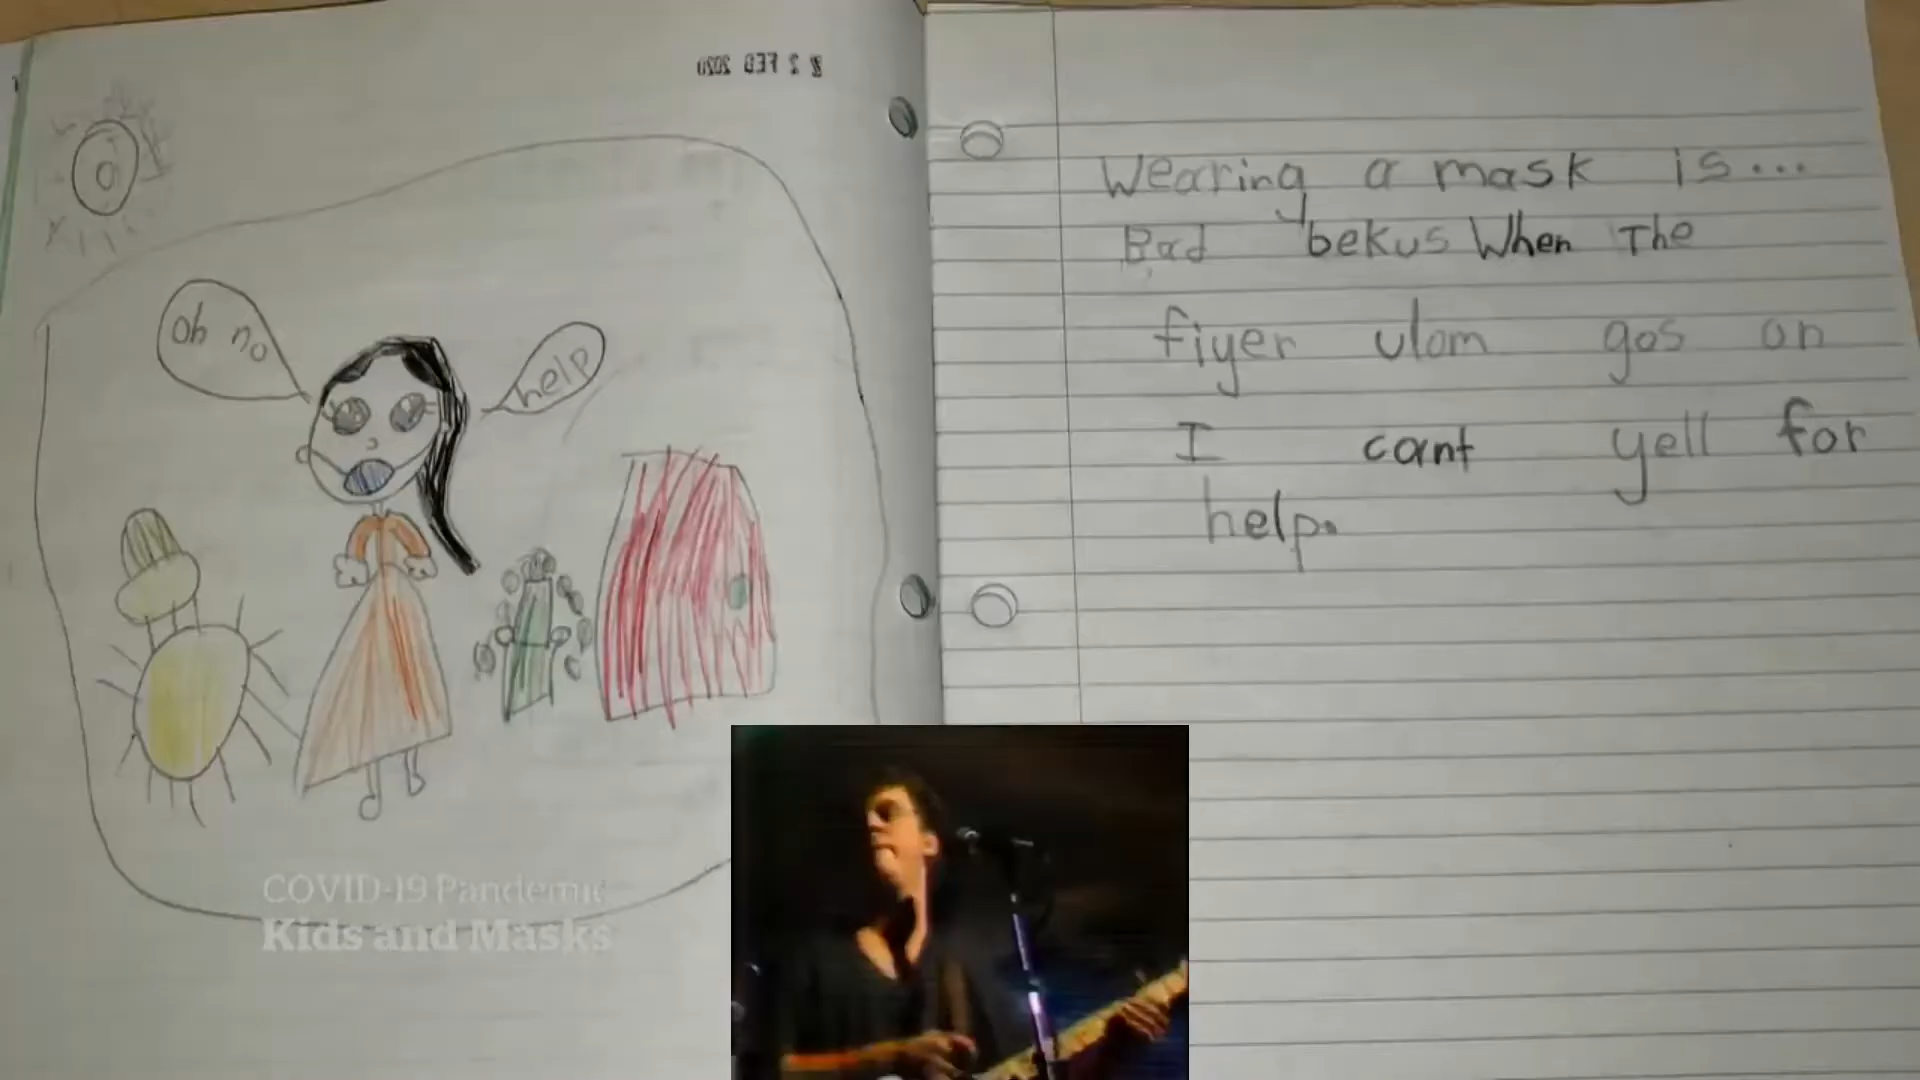 Oh no
help
COVID-19 Pandemic
Kids and Masks
Wearing a mask is...
Bad bekus When The
fiyer ulom gos on
I cant yell for
help.